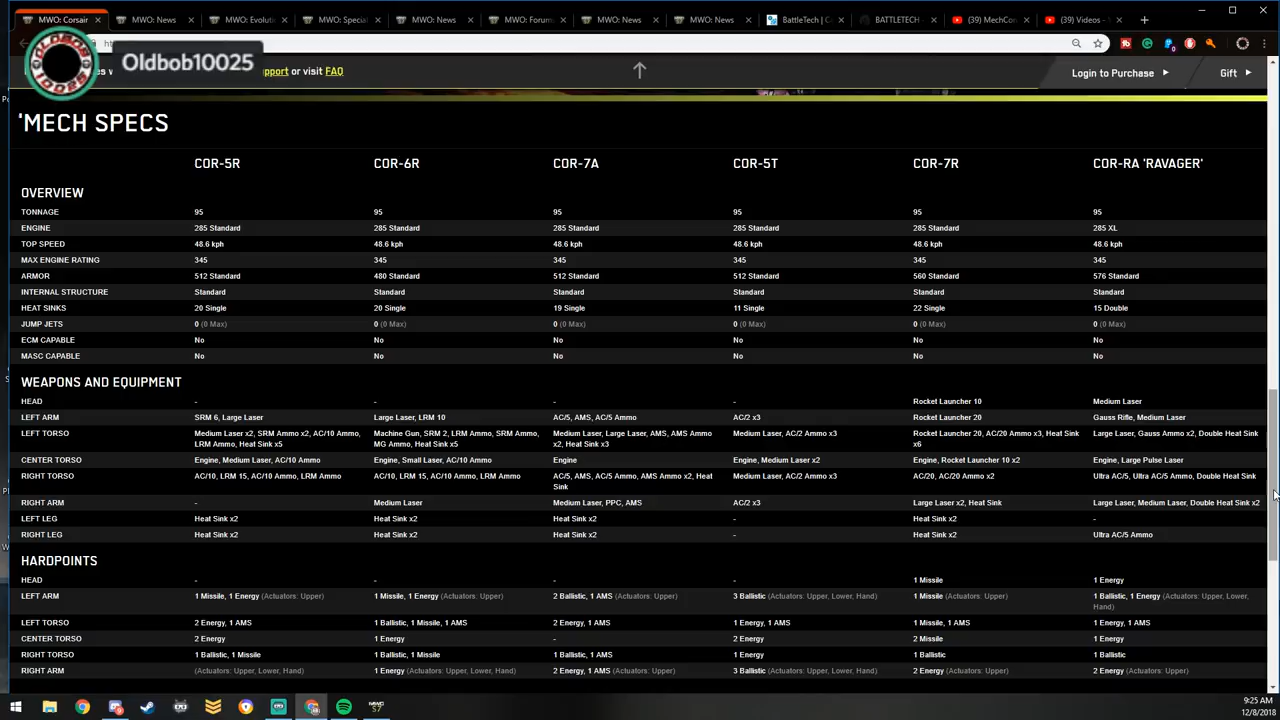 MWO: Corsair
MWO: News
MWO: Evoluti
MWO: Special
MWO: News
MWO: Forum
MWO: News
MWO: News
BattleTech | C
BATTLETECH
(39) MechCon
(39) Videos -
Oldbob10025
OLDBOB
10025
support or visit FAQ
Login to Purchase
Gift
'MECH SPECS
COR-5R COR-6R COR-7A COR-5T COR-7R COR-RA 'RAVAGER'
OVERVIEW
TONNAGE 95 95 95 95 95 95
ENGINE 285 Standard 285 Standard 285 Standard 285 Standard 285 Standard 285 XL
TOP SPEED 48.6 kph 48.6 kph 48.6 kph 48.6 kph 48.6 kph 48.6 kph
MAX ENGINE RATING 345 345 345 345 345 345
ARMOR 512 Standard 480 Standard 512 Standard 512 Standard 560 Standard 576 Standard
INTERNAL STRUCTURE Standard Standard Standard Standard Standard Standard
HEAT SINKS 20 Single 20 Single 19 Single 11 Single 22 Single 15 Double
JUMP JETS 0 (0 Max) 0 (0 Max) 0 (0 Max) 0 (0 Max) 0 (0 Max) 0 (0 Max)
ECM CAPABLE No No No No No No
MASC CAPABLE No No No No No No
WEAPONS AND EQUIPMENT
HEAD - - - - Rocket Launcher 10 Medium Laser
LEFT ARM SRM 6, Large Laser Large Laser, LRM 10 AC/5, AMS, AC/5 Ammo AC/2 x3 Rocket Launcher 20 Gauss Rifle, Medium Laser
LEFT TORSO Medium Laser x2, SRM Ammo x2, AC/10 Ammo, Machine Gun, SRM 2, LRM Ammo, SRM Ammo, Medium Laser, Large Laser, AMS, AMS Ammo Medium Laser, AC/2 Ammo x3 Rocket Launcher 20, AC/20 Ammo x3, Heat Sink Large Laser, Gauss Ammo x2, Double Heat Sink
LRM Ammo, Heat Sink x5 MG Ammo, Heat Sink x5 x2, Heat Sink x3 x6
CENTER TORSO Engine, Medium Laser, AC/10 Ammo Engine, Small Laser, AC/10 Ammo Engine Engine, Medium Laser x2 Engine, Rocket Launcher 10 x2 Engine, Large Pulse Laser
RIGHT TORSO AC/10, LRM 15, AC/10 Ammo, LRM Ammo AC/10, LRM 15, AC/10 Ammo, LRM Ammo AC/5, AMS, AC/5 Ammo, AMS Ammo x2, Heat Medium Laser, AC/2 Ammo x3 AC/20, AC/20 Ammo x2 Ultra AC/5, Ultra AC/5 Ammo, Double Heat Sink
Sink
RIGHT ARM - Medium Laser Medium Laser, PPC, AMS AC/2 x3 Large Laser x2, Heat Sink Large Laser, Medium Laser, Double Heat Sink x2
LEFT LEG Heat Sink x2 Heat Sink x2 Heat Sink x2 - Heat Sink x2 -
RIGHT LEG Heat Sink x2 Heat Sink x2 Heat Sink x2 - Heat Sink x2 Ultra AC/5 Ammo
HARDPOINTS
HEAD - - - - 1 Missile 1 Energy
LEFT ARM 1 Missile, 1 Energy (Actuators: Upper) 1 Missile, 1 Energy (Actuators: Upper) 2 Ballistic, 1 AMS (Actuators: Upper) 3 Ballistic (Actuators: Upper, Lower, Hand) 1 Missile (Actuators: Upper) 1 Ballistic, 1 Energy (Actuators: Upper, Lower,
Hand)
LEFT TORSO 2 Energy, 1 AMS 1 Ballistic, 1 Missile, 1 AMS 2 Energy, 1 AMS 1 Energy, 1 AMS 1 Missile, 1 AMS 1 Energy, 1 AMS
CENTER TORSO 2 Energy 1 Energy - 2 Energy 2 Missile 1 Energy
RIGHT TORSO 1 Ballistic, 1 Missile 1 Ballistic, 1 Missile 1 Ballistic, 1 AMS 1 Energy 1 Ballistic 1 Ballistic
RIGHT ARM (Actuators: Upper, Lower, Hand) 1 Energy (Actuators: Upper, Lower, Hand) 2 Energy, 1 AMS (Actuators: Upper) 3 Ballistic (Actuators: Upper, Lower, Hand) 2 Energy (Actuators: Upper) 2 Energy (Actuators: Upper)
9:25 AM
12/8/2018